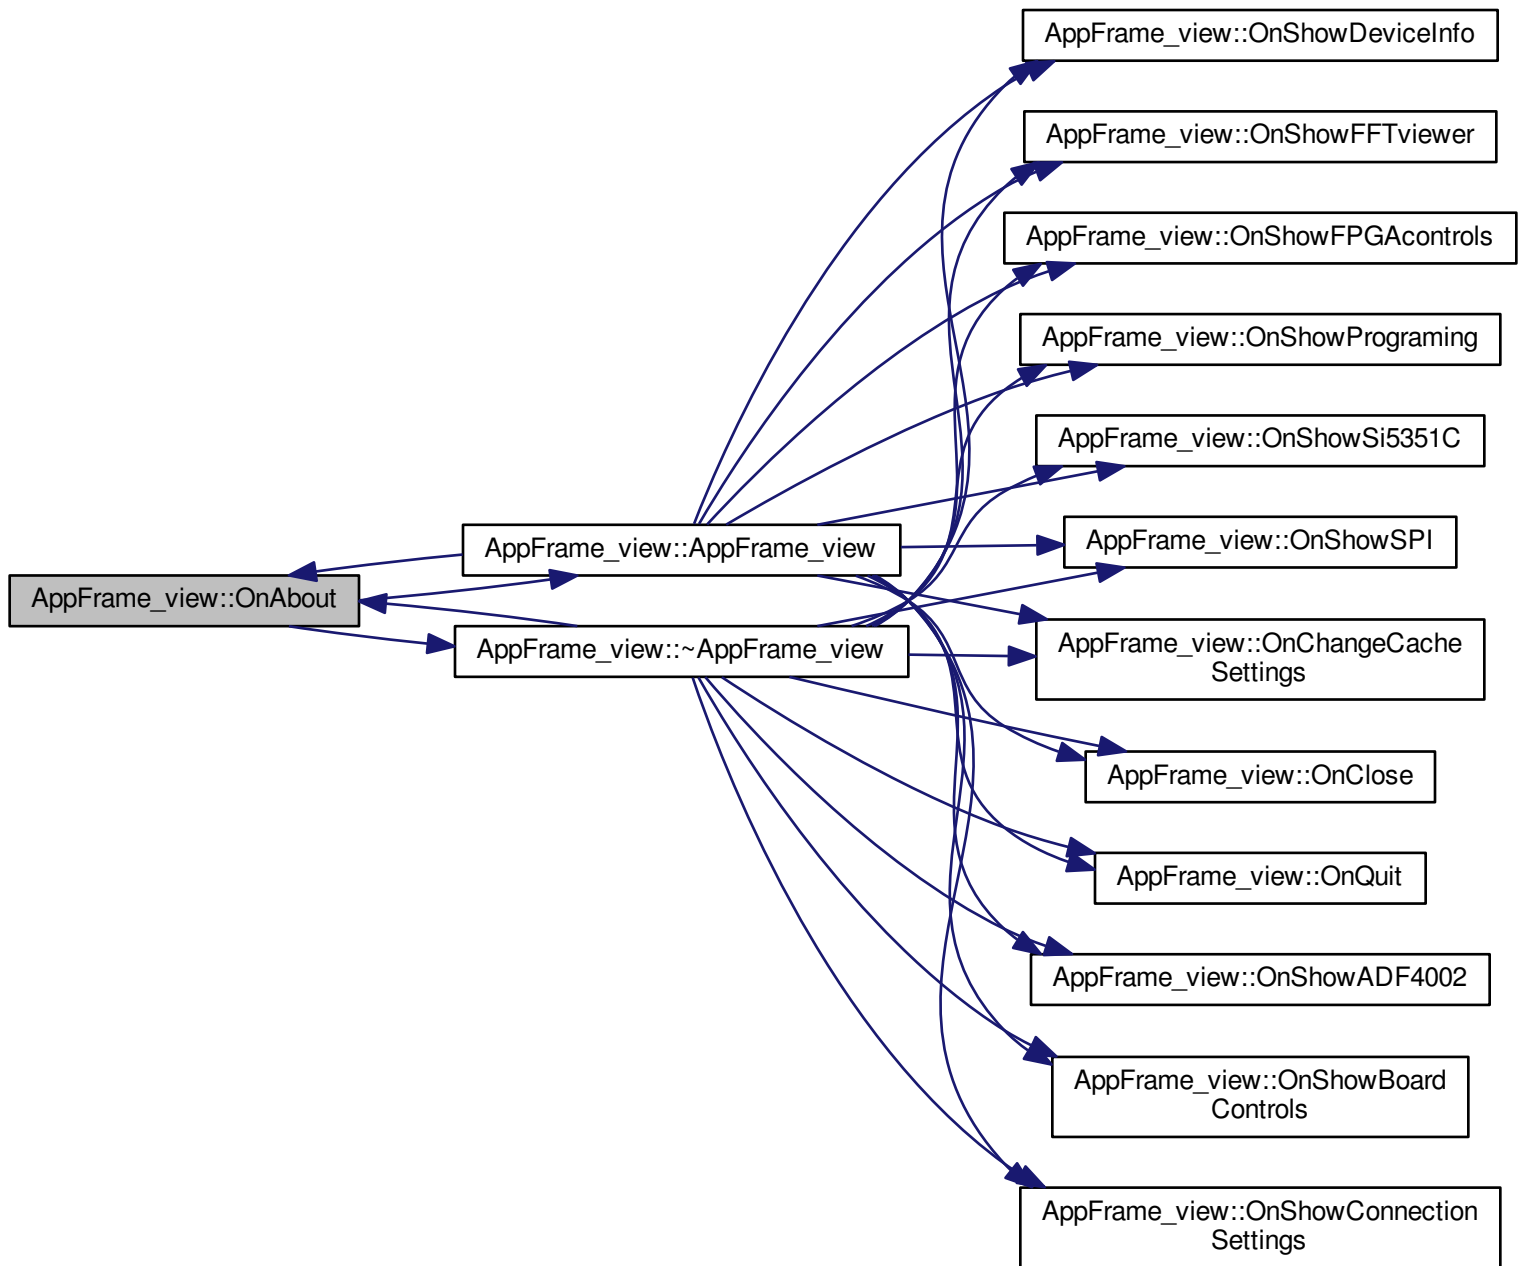 AppFrame_view::OnAbout
AppFrame_view::AppFrame_view
AppFrame_view::~AppFrame_view
AppFrame_view::OnShowDeviceInfo
AppFrame_view::OnShowFFTviewer
AppFrame_view::OnShowFPGAcontrols
AppFrame_view::OnShowPrograming
AppFrame_view::OnShowSi5351C
AppFrame_view::OnShowSPI
AppFrame_view::OnChangeCache
Settings
AppFrame_view::OnClose
AppFrame_view::OnQuit
AppFrame_view::OnShowADF4002
AppFrame_view::OnShowBoard
Controls
AppFrame_view::OnShowConnection
Settings